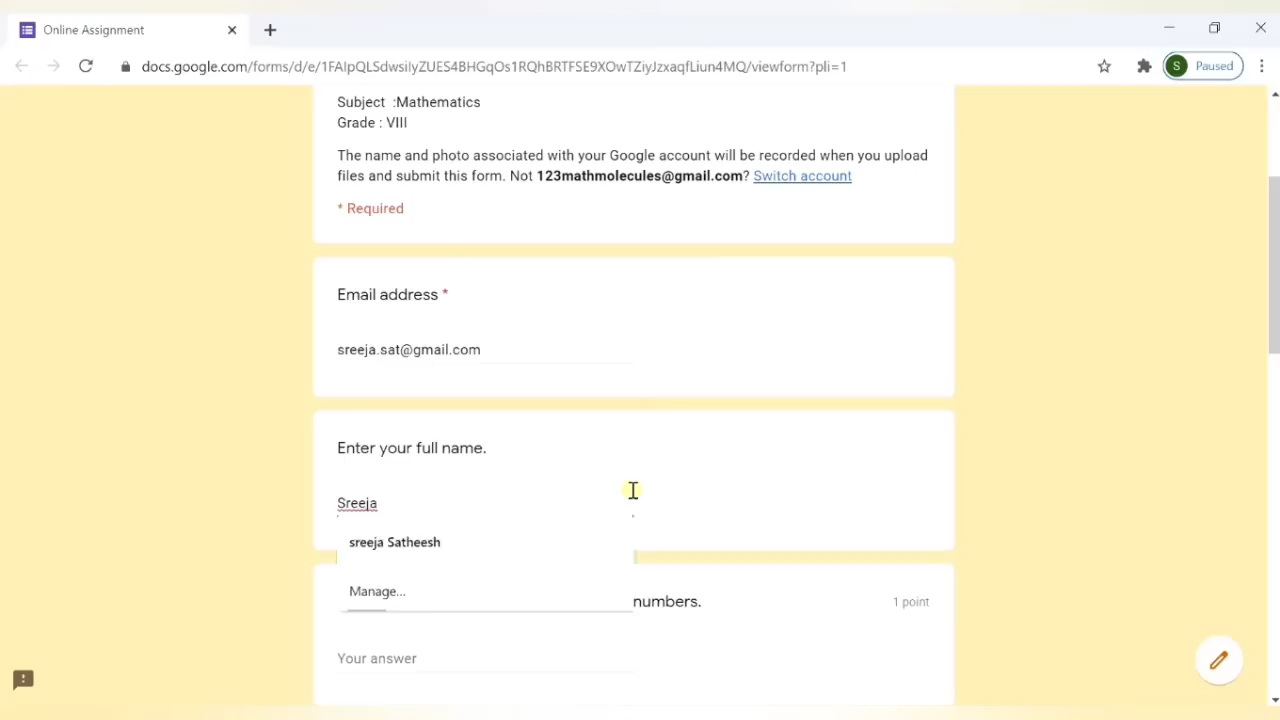 Online Assignment
docs.google.com/forms/d/e/1FAIpQLSdwsiIyZUES4BHGqOs1RQhBRTFSE9XOwTZiyJzxaqfLiun4MQ/viewform?pli=1
S Paused
Subject :Mathematics
Grade : VIII
The name and photo associated with your Google account will be recorded when you upload
files and submit this form. Not 123mathmolecules@gmail.com? Switch account
* Required
Email address *
sreeja.sat@gmail.com
Enter your full name.
Sreeja
sreeja Satheesh
Manage...
numbers.
1 point
Your answer